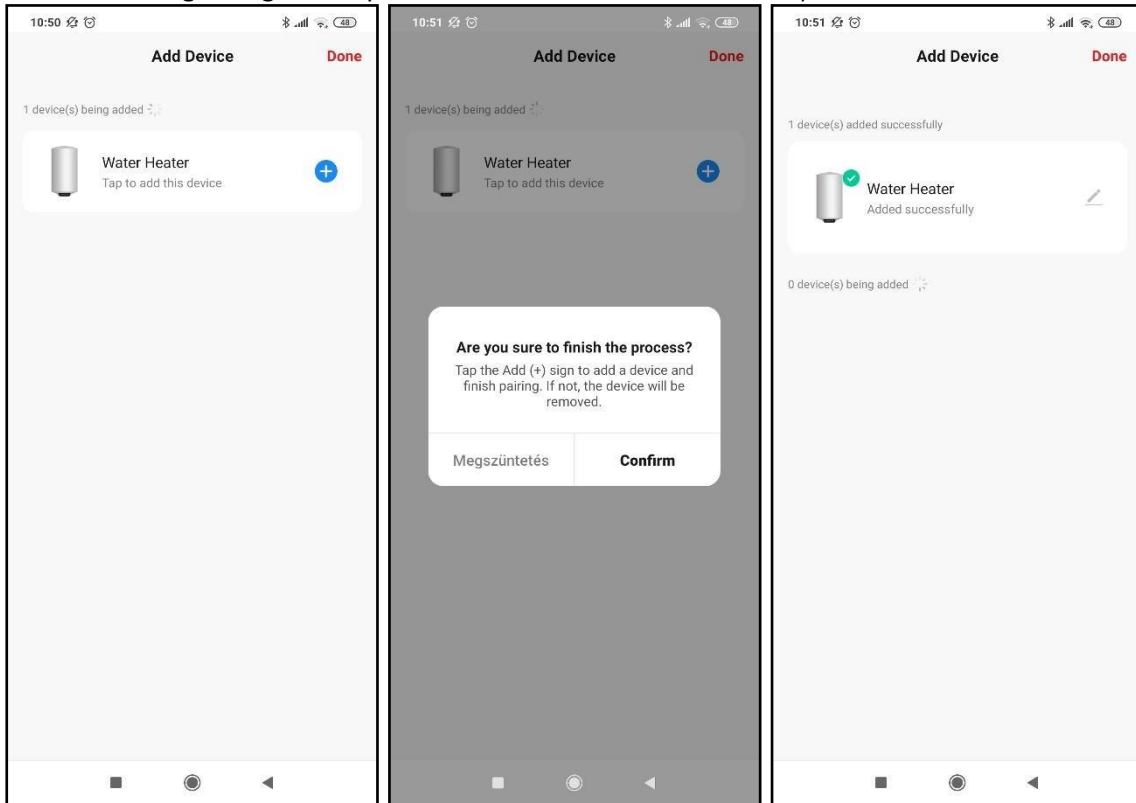 10:50
48
Add Device
Done
1 device(s) being added
Water Heater
Tap to add this device
10:51
48
Add Device
Done
1 device(s) being added
Water Heater
Tap to add this device
Are you sure to finish the process?
Tap the Add (+) sign to add a device and
finish pairing. If not, the device will be
removed.
Megszüntetés
Confirm
10:51
48
Add Device
Done
1 device(s) added successfully
Water Heater
Added successfully
0 device(s) being added